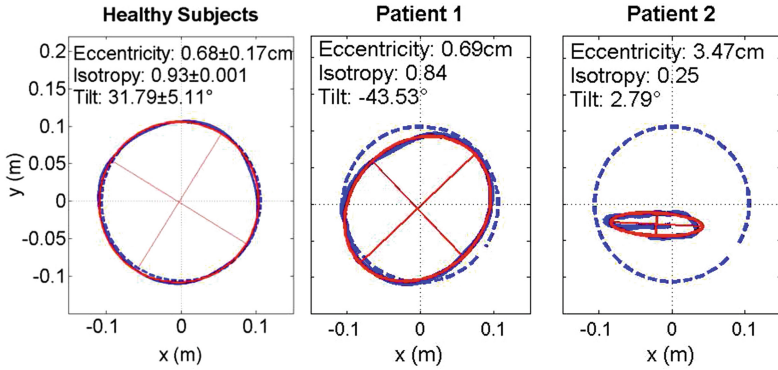 Healthy Subjects
Eccentricity: 0.68±0.17cm
Isotropy: 0.93±0.001
Tilt: 31.79±5.11°
0.2
0.15
0.1
0.05
0
-0.05
-0.1
y (m)
-0.1 0 0.1
x (m)
Patient 1
Eccentricity: 0.69cm
Isotropy: 0.84
Tilt: -43.53°
-0.1 0 0.1
x (m)
Patient 2
Eccentricity: 3.47cm
Isotropy: 0.25
Tilt: 2.79°
-0.1 0 0.1
x (m)